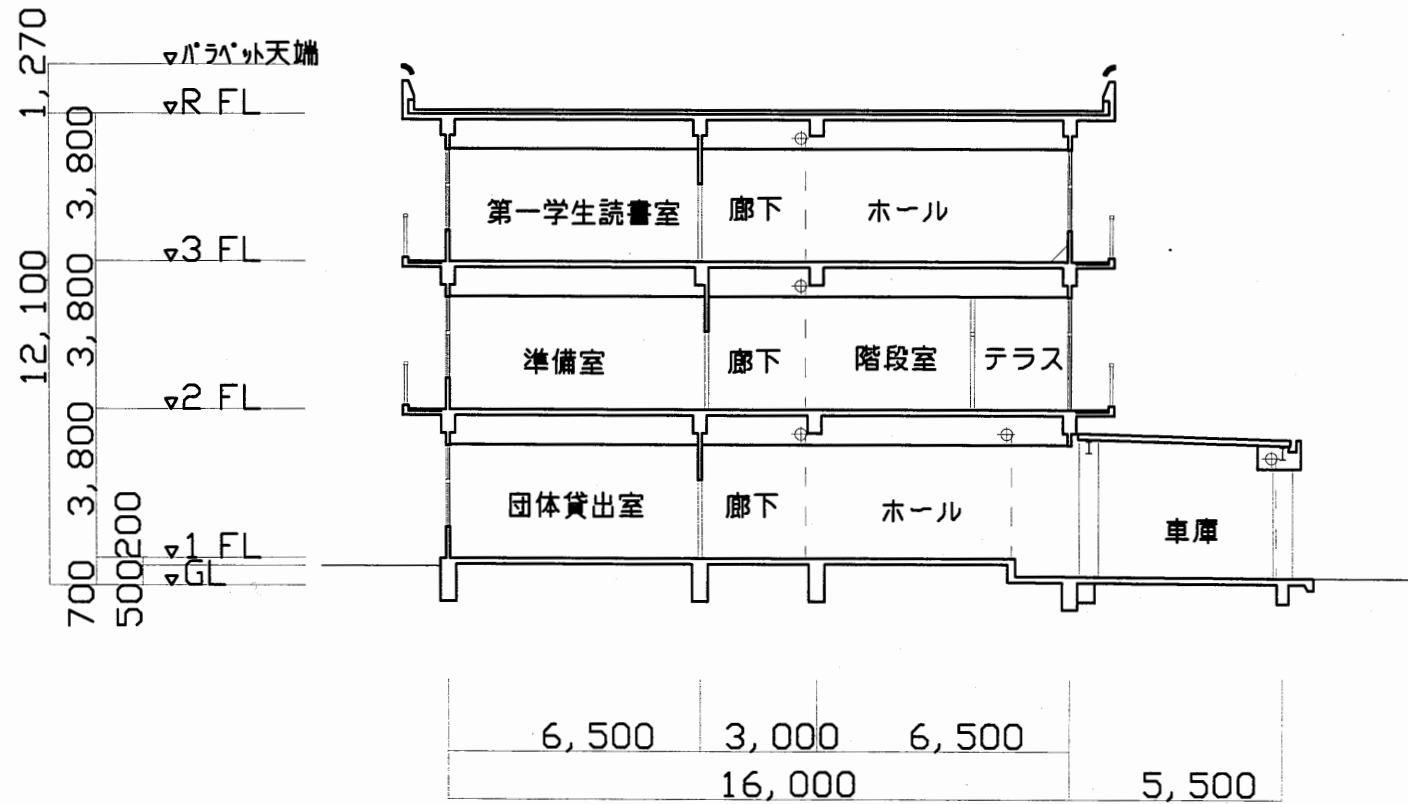 1,270
▽パラペット天端
▽R FL
3,800
第一学生読書室
廊下
ホール
▽3 FL
12,100
3,800
準備室
廊下
階段室
テラス
▽2 FL
3,800
団体貸出室
廊下
ホール
車庫
200
▽1 FL
▽GL
700
500
6,500
3,000
6,500
16,000
5,500